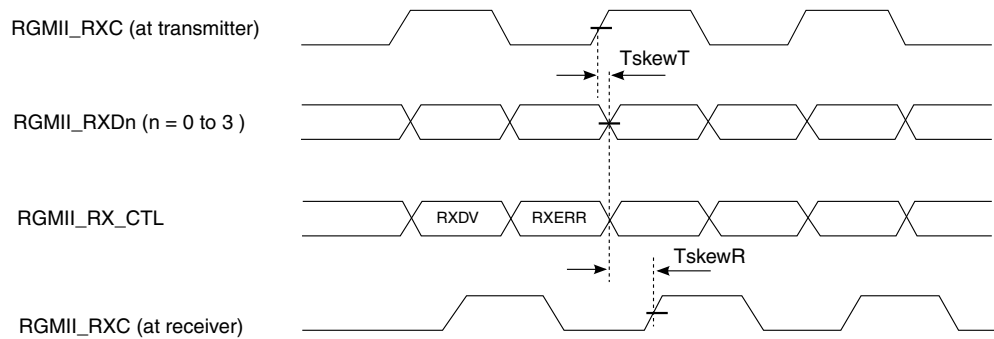 RGMII_RXC (at transmitter)
TskewT
RGMII_RXDn (n = 0 to 3 )
RGMII_RX_CTL
RXDV
RXERR
TskewR
RGMII_RXC (at receiver)